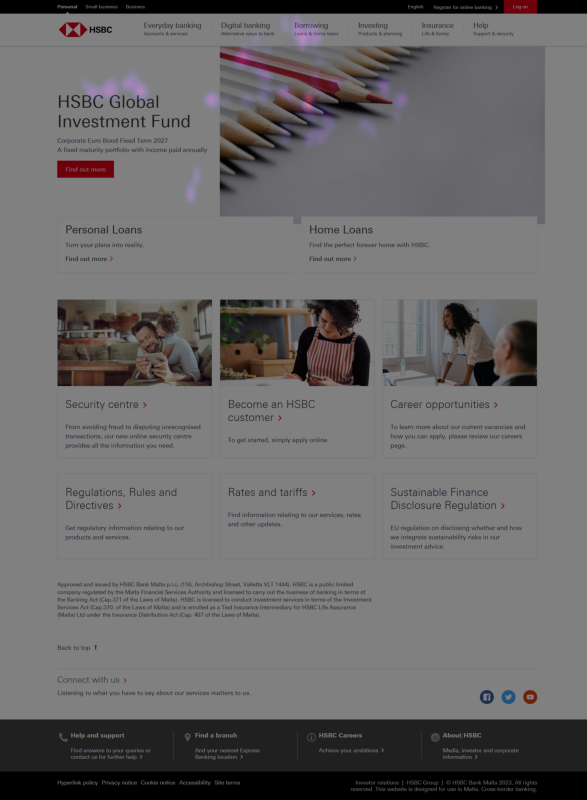 Personal Small business Business
English Register for online banking Log on
HSBC
Everyday banking
Accounts & services
Digital banking
Alternative ways to bank
Borrowing
Loans & home loans
Investing
Products & planning
Insurance
Life & family
Help
Support & security
HSBC Global
Investment Fund
Corporate Euro Bond Fixed Term 2027
A fixed maturity portfolio with income paid annually
Find out more
Personal Loans
Turn your plans into reality.
Find out more
Home Loans
Find the perfect forever home with HSBC.
Find out more
Security centre
From avoiding fraud to disputing unrecognised
transactions, our new online security centre
provides all the information you need.
Become an HSBC
customer
To get started, simply apply online.
Career opportunities
To learn more about our current vacancies and
how you can apply, please review our careers
page.
Regulations, Rules and
Directives
Get regulatory information relating to our
products and services.
Rates and tariffs
Find information relating to our services, rates
and other updates.
Sustainable Finance
Disclosure Regulation
EU regulation on disclosing whether and how
we integrate sustainability risks in our
investment advice.
Approved and issued by HSBC Bank Malta p.l.c, (116, Archbishop Street, Valletta VLT 1444). HSBC is a public limited
company regulated by the Malta Financial Services Authority and licensed to carry out the business of banking in terms of
the Banking Act (Cap.371 of the Laws of Malta). HSBC is licensed to conduct investment services in terms of the Investment
Services Act (Cap.370. of the Laws of Malta) and is enrolled as a Tied Insurance Intermediary for HSBC Life Assurance
(Malta) Ltd under the Insurance Distribution Act (Cap. 487 of the Laws of Malta).
Back to top
Connect with us
Listening to what you have to say about our services matters to us.
Help and support
Find answers to your queries or
contact us for further help
Find a branch
And your nearest Express
Banking location
HSBC Careers
Achieve your ambitions
About HSBC
Media, investor and corporate
information
Hyperlink policy Privacy notice Cookie notice Accessibility Site terms
Investor relations | HSBC Group | © HSBC Bank Malta 2023. All rights
reserved. This website is designed for use in Malta. Cross-border banking.